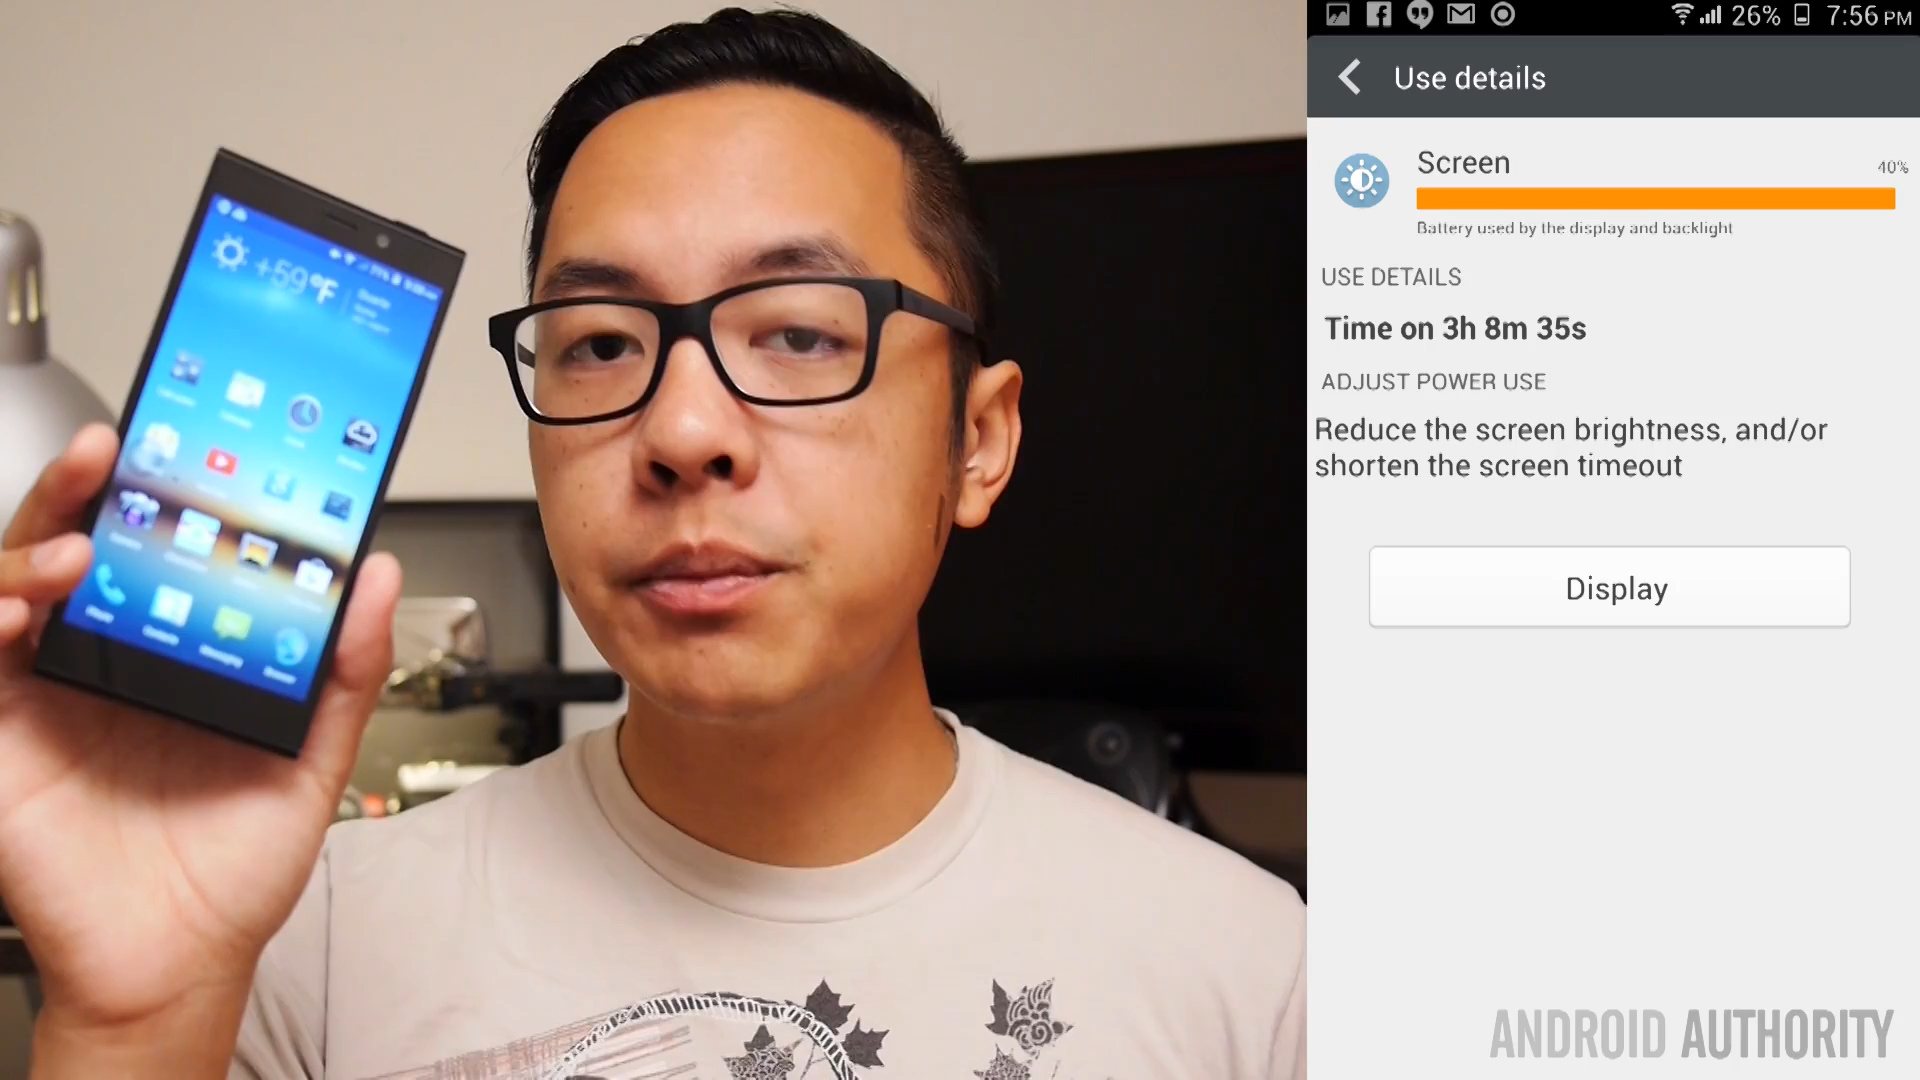 +59°F
26% 7:56 PM
Use details
Screen
40%
Battery used by the display and backlight
USE DETAILS
Time on 3h 8m 35s
ADJUST POWER USE
Reduce the screen brightness, and/or
shorten the screen timeout
Display
ANDROID AUTHORITY